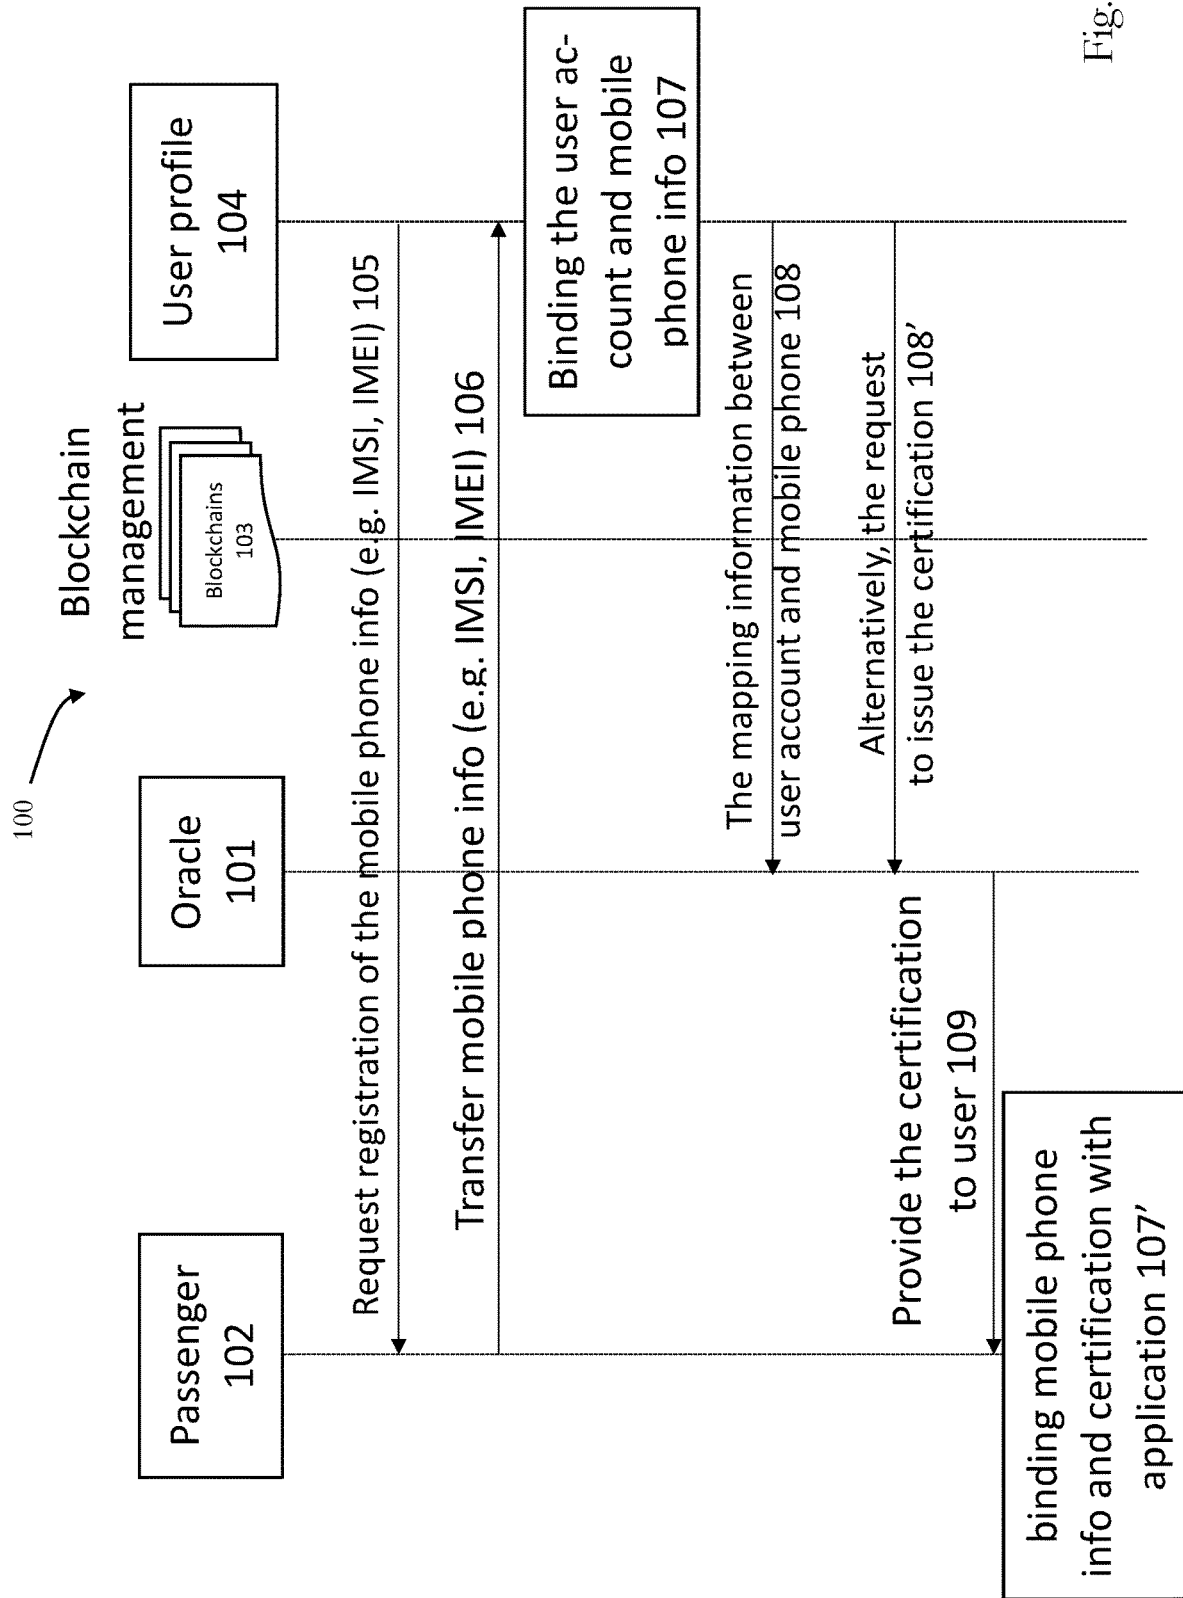 100
Blockchain
management
Passenger
102
Oracle
101
Blockchains
103
User profile
104
Request registration of the mobile phone info (e.g. IMSI, IMEI) 105
Transfer mobile phone info (e.g. IMSI, IMEI) 106
Binding the user ac-
count and mobile
phone info 107
The mapping information between
user account and mobile phone 108
Alternatively, the request
to issue the certification 108’
Provide the certification
to user 109
binding mobile phone
info and certification with
application 107’
Fig.